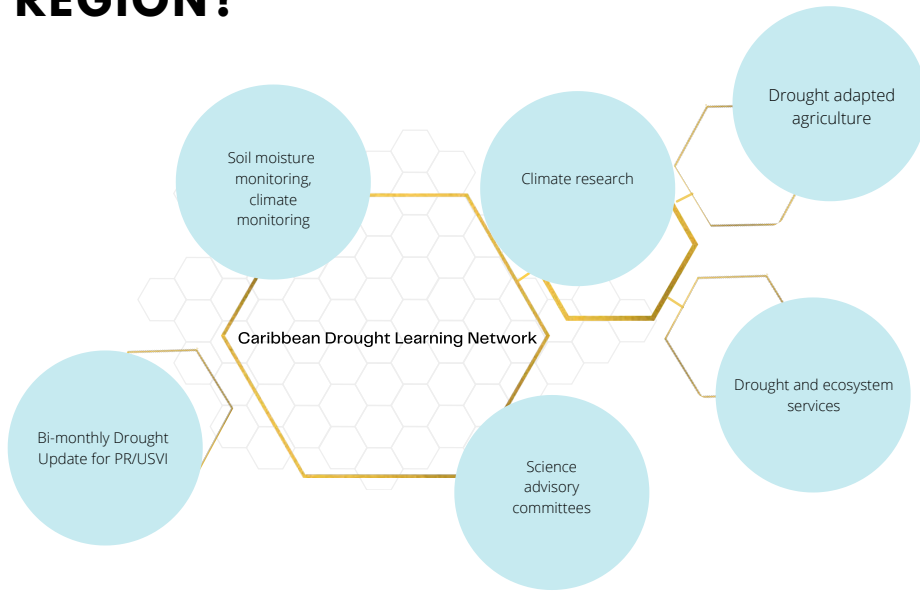 REGION?
Drought adapted
agriculture
Soil moisture
monitoring,
climate
monitoring
Climate research
Caribbean Drought Learning Network
Drought and ecosystem
services
Bi-monthly Drought
Update for PR/USVI
Science
advisory
committees